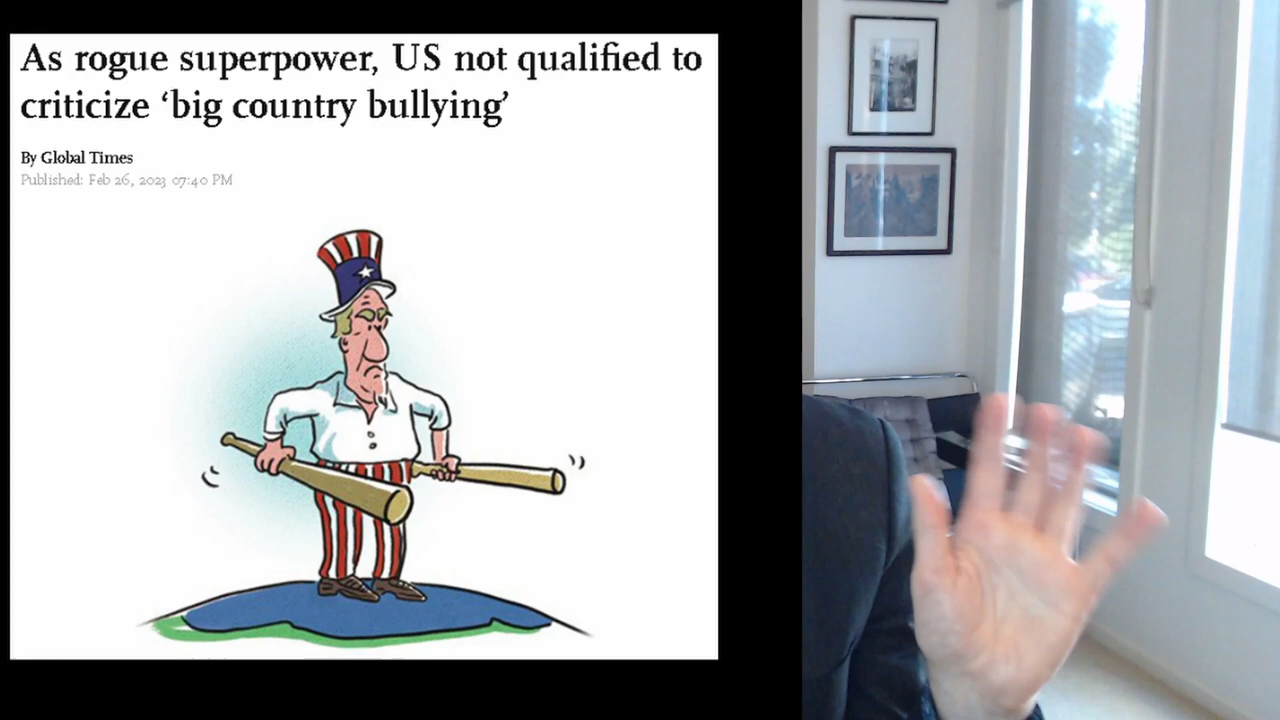 As rogue superpower, US not qualified to
criticize ‘big country bullying’
By Global Times
Published: Feb 26, 2023 07:40 PM